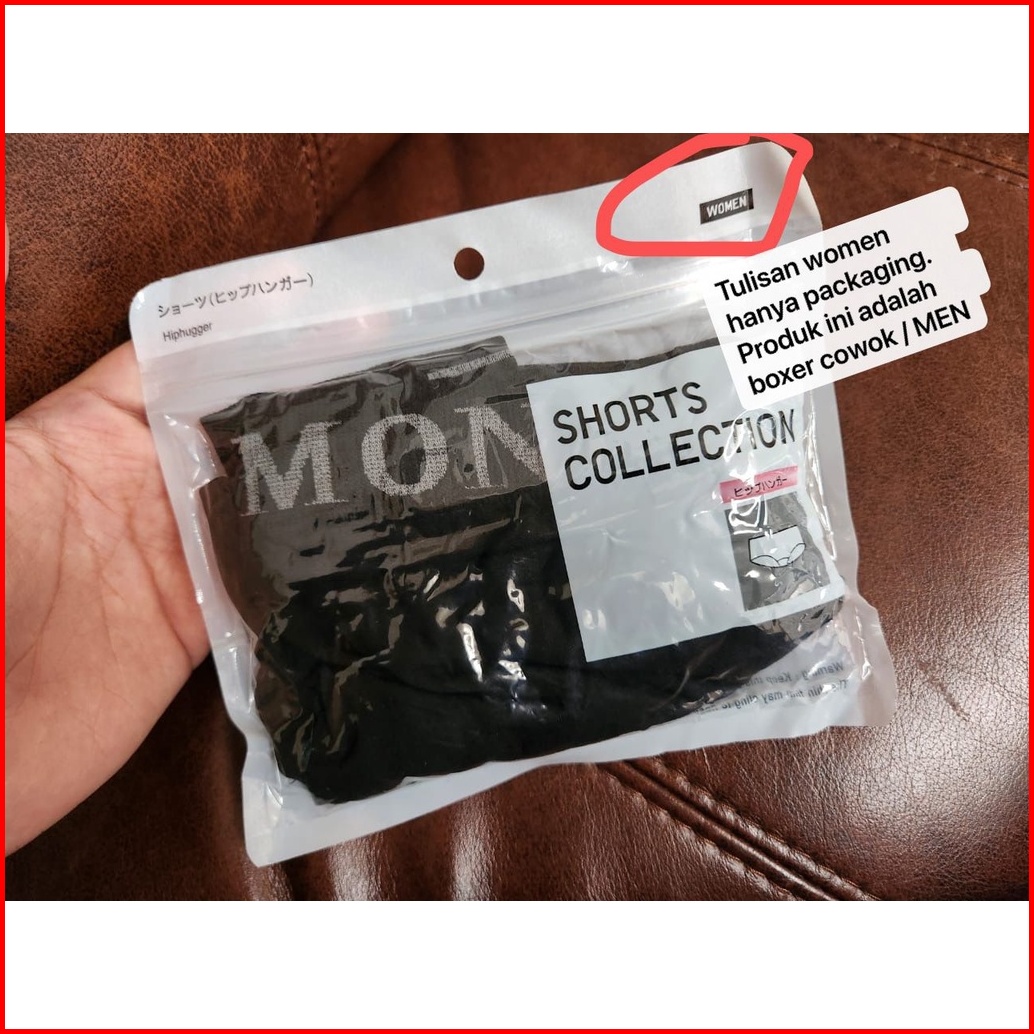 WOMEN
ショーツ(ヒップハンガー)
Hiphugger
Tulisan women
hanya packaging.
Produk ini adalah
boxer cowok / MEN
MON
SHORTS
COLLECTION
ヒップハンガー